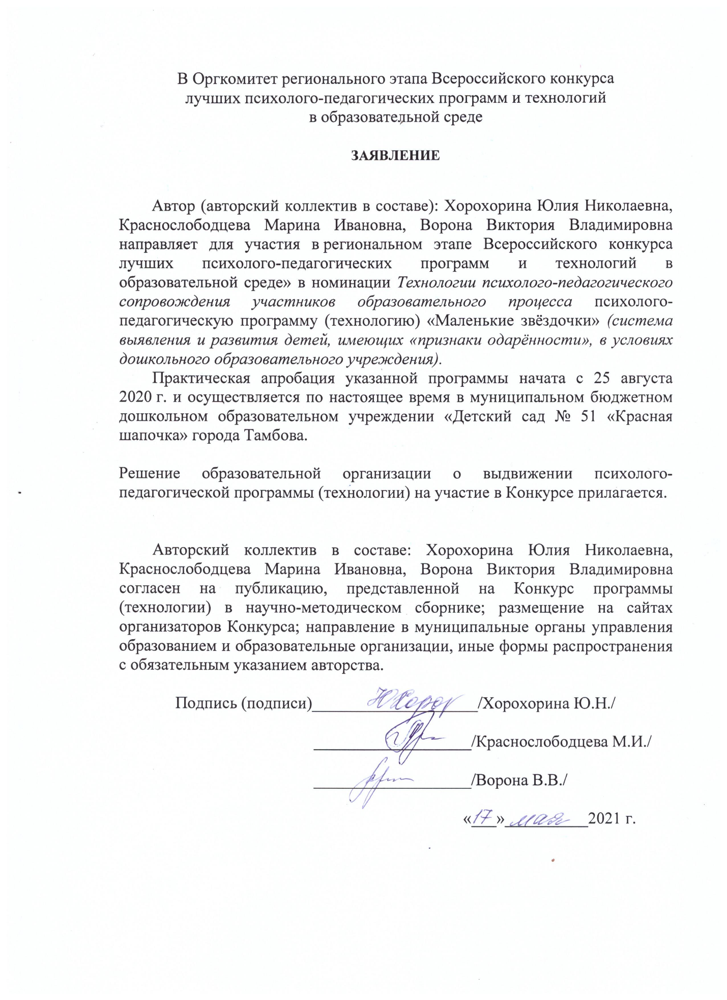 В Оргкомитет регионального этапа Всероссийского конкурса
лучших психолого-педагогических программ и технологий
в образовательной среде
ЗАЯВЛЕНИЕ
Автор (авторский коллектив в составе): Хорохорина Юлия Николаевна,
Краснослободцева Марина Ивановна, Ворона Виктория Владимировна
направляет для участия в региональном этапе Всероссийского конкурса
лучших психолого-педагогических программ и технологий в
образовательной среде» в номинации Технологии психолого-педагогического
сопровождения участников образовательного процесса психолого-
педагогическую программу (технологию) «Маленькие звёздочки» (система
выявления и развития детей, имеющих «признаки одарённости», в условиях
дошкольного образовательного учреждения).
Практическая апробация указанной программы начата с 25 августа
2020 г. и осуществляется по настоящее время в муниципальном бюджетном
дошкольном образовательном учреждении «Детский сад № 51 «Красная
шапочка» города Тамбова.
Решение образовательной организации о выдвижении психолого-
педагогической программы (технологии) на участие в Конкурсе прилагается.
Авторский коллектив в составе: Хорохорина Юлия Николаевна,
Краснослободцева Марина Ивановна, Ворона Виктория Владимировна
согласен на публикацию, представленной на Конкурс программы
(технологии) в научно-методическом сборнике; размещение на сайтах
организаторов Конкурса; направление в муниципальные органы управления
образованием и образовательные организации, иные формы распространения
с обязательным указанием авторства.
Подпись (подписи)____________________/Хорохорина Ю.Н./
___________________/Краснослободцева М.И./
___________________/Ворона В.В./
«17» мая 2021 г.